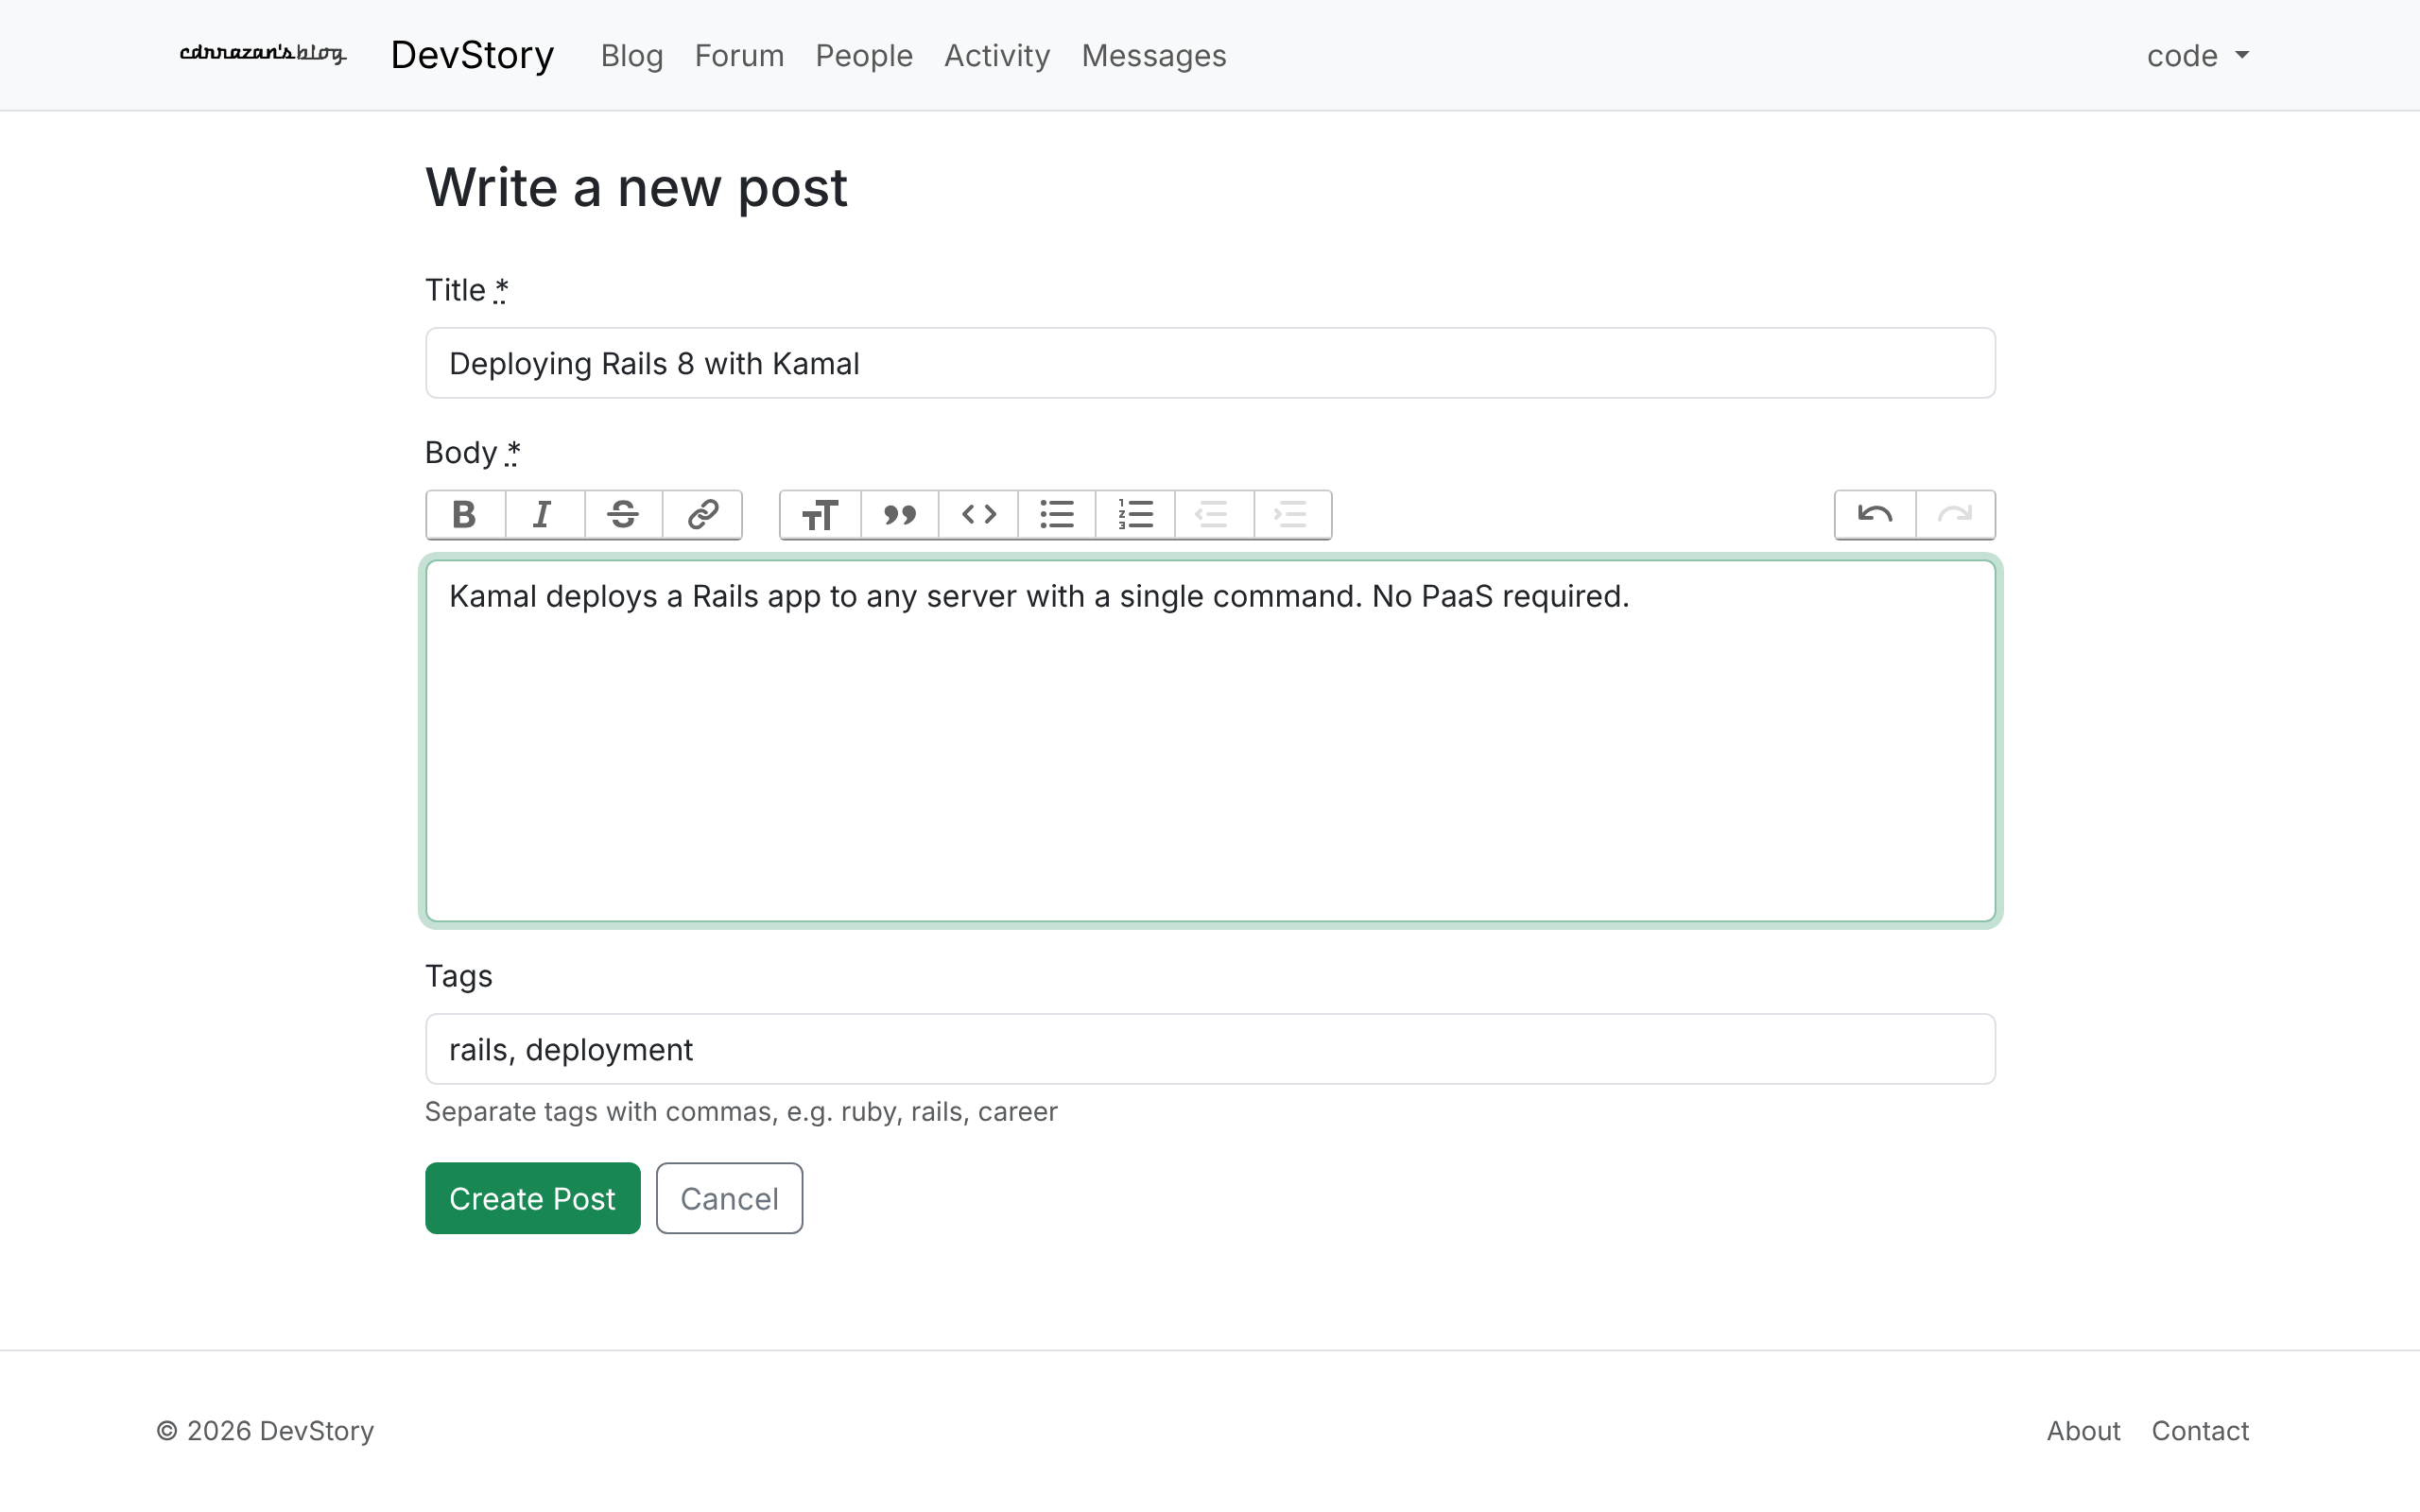 cdrrazan's blog DevStory Blog Forum People Activity Messages code
Write a new post
Title *
Deploying Rails 8 with Kamal
Body *
Kamal deploys a Rails app to any server with a single command. No PaaS required.
Tags
rails, deployment
Separate tags with commas, e.g. ruby, rails, career
Create Post Cancel
© 2026 DevStory About Contact